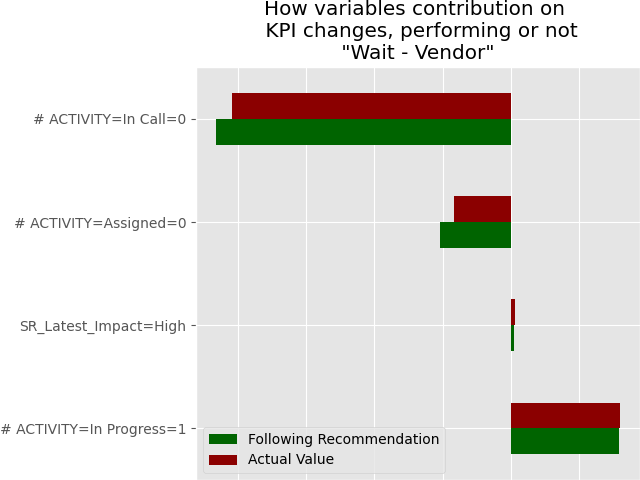 How variables contribution on
KPI changes, performing or not
"Wait - Vendor"
# ACTIVITY=In Call=0
# ACTIVITY=Assigned=0
SR_Latest_Impact=High
# ACTIVITY=In Progress=1
Following Recommendation
Actual Value